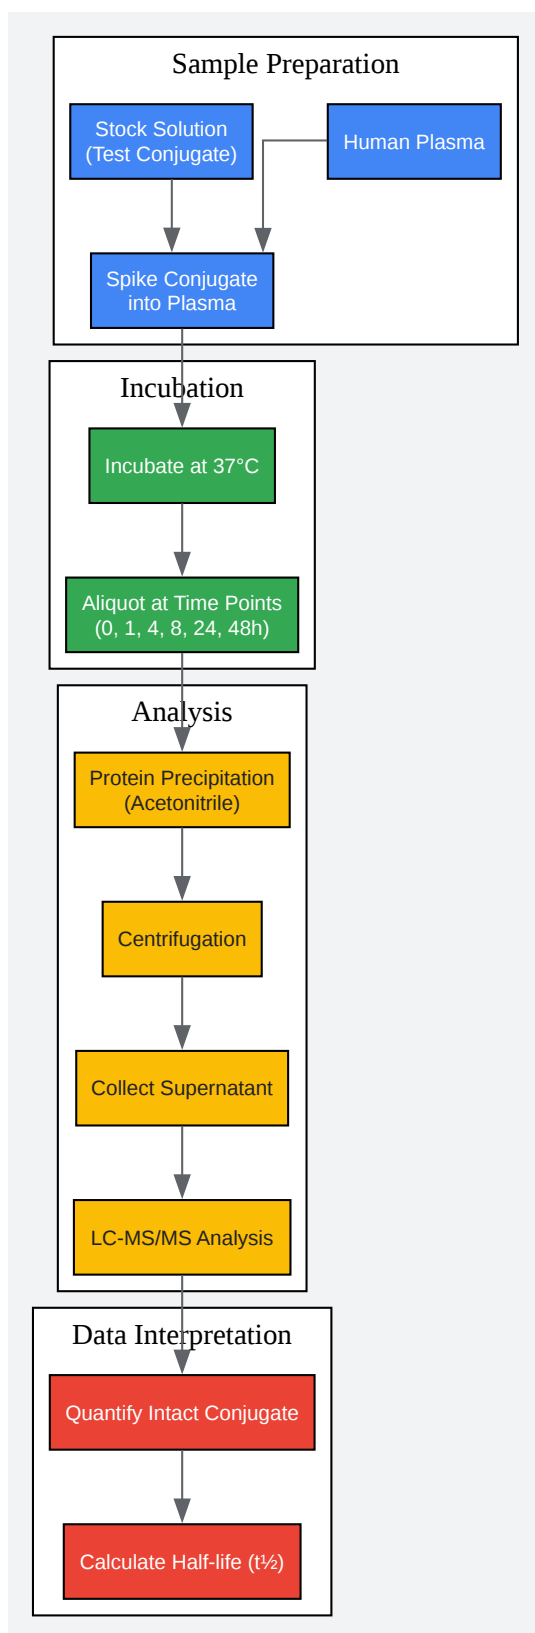 Sample Preparation
Stock Solution
(Test Conjugate)
Human Plasma
Spike Conjugate
into Plasma
Incubation
Incubate at 37°C
Aliquot at Time Points
(0, 1, 4, 8, 24, 48h)
Analysis
Protein Precipitation
(Acetonitrile)
Centrifugation
Collect Supernatant
LC-MS/MS Analysis
Data Interpretation
Quantify Intact Conjugate
Calculate Half-life (t½)